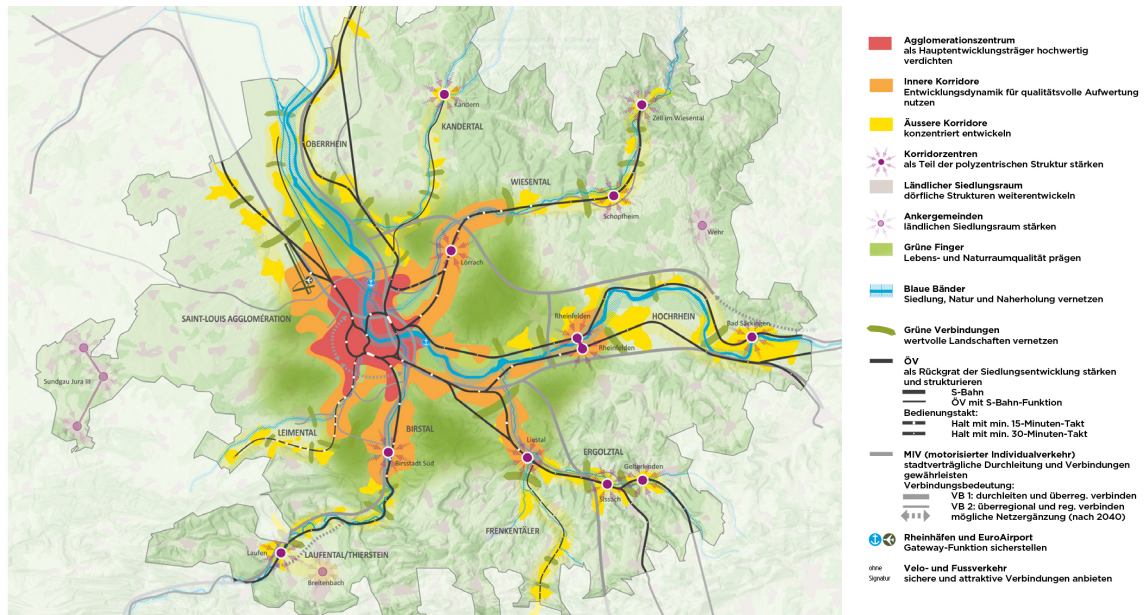 Kandern
KANDERTAL
Zell im Wiesental
OBERRHEIN
WIESENTAL
Schopfheim
Wehr
Lörrach
SAINT-LOUIS AGGLOMÉRATION
Rheinfelden
HOCHRHEIN
Bad Säckingen
Rheinfelden
Sundgau Jura III
LEIMENTAL
BIRSTAL
Birsstadt Süd
Liestal
ERGOLZTAL
Gelterkinden
Sissach
FRENKENTÄLER
Laufen
LAUFENTAL/THIERSTEIN
Breitenbach
Agglomerationszentrum
als Hauptentwicklungsträger hochwertig
verdichten
Innere Korridore
Entwicklungsdynamik für qualitätsvolle Aufwertung
nutzen
Äussere Korridore
konzentriert entwickeln
Korridorzentren
als Teil der polyzentrischen Struktur stärken
Ländlicher Siedlungsraum
dörfliche Strukturen weiterentwickeln
Ankergemeinden
ländlichen Siedlungsraum stärken
Grüne Finger
Lebens- und Naturraumqualität prägen
Blaue Bänder
Siedlung, Natur und Naherholung vernetzen
Grüne Verbindungen
wertvolle Landschaften vernetzen
ÖV
als Rückgrat der Siedlungsentwicklung stärken
und strukturieren
S-Bahn
ÖV mit S-Bahn-Funktion
Bedienungstakt:
Halt mit min. 15-Minuten-Takt
Halt mit min. 30-Minuten-Takt
MIV (motorisierter Individualverkehr)
stadtverträgliche Durchleitung und Verbindungen
gewährleisten
Verbindungsbedeutung:
VB 1: durchleiten und überreg. verbinden
VB 2: überregional und reg. verbinden
mögliche Netzergänzung (nach 2040)
Rheinhäfen und EuroAirport
Gateway-Funktion sicherstellen
ohne Signatur
Velo- und Fussverkehr
sichere und attraktive Verbindungen anbieten